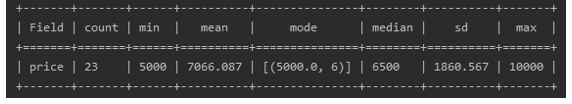 +-------+-------+------+----------+---------------+--------+----------+-------+
| Field | count | min | mean | mode | median | sd | max |
+=======+=======+======+==========+===============+========+==========+=======+
| price | 23 | 5000 | 7066.087 | [(5000.0, 6)] | 6500 | 1860.567 | 10000 |
+-------+-------+------+----------+---------------+--------+----------+-------+